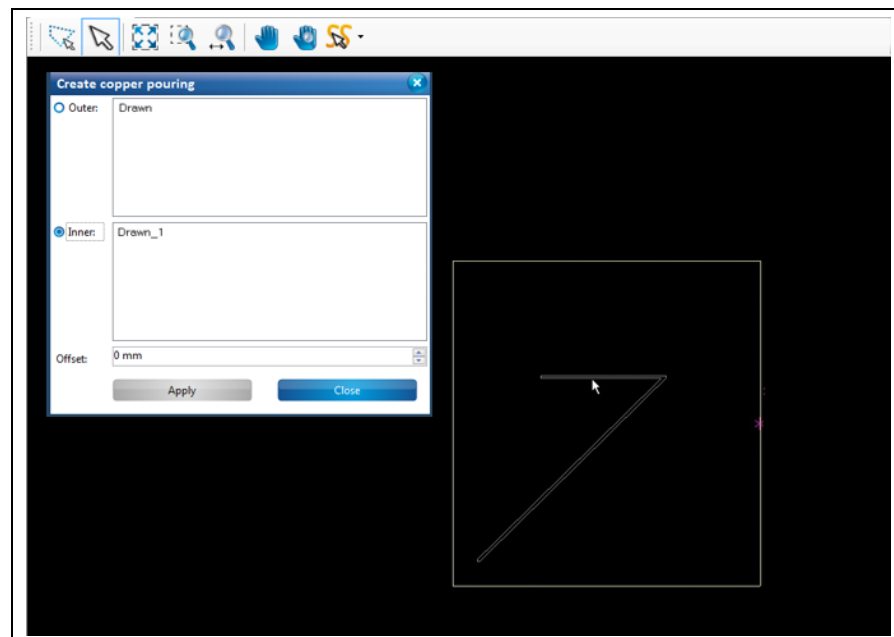 Create copper pouring
Outer:
Drawn
Inner:
Drawn_1
Offset:
0 mm
Apply
Close